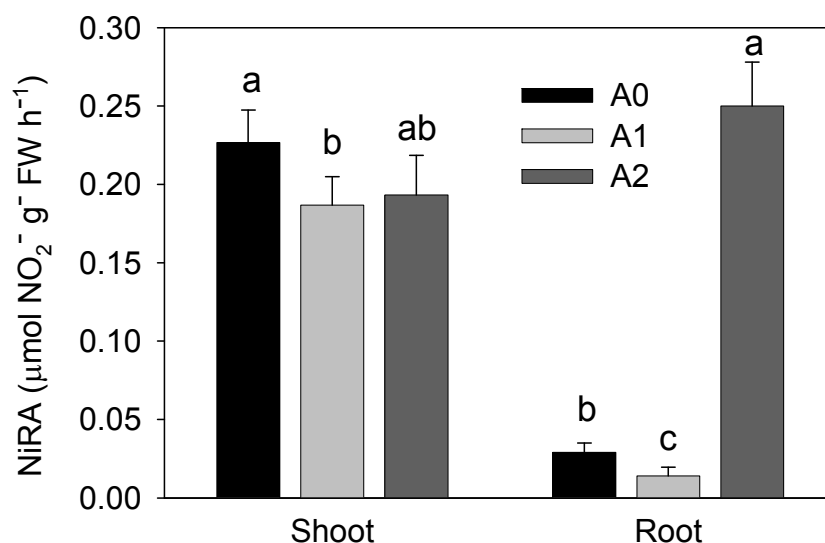 NiRA (μmol NO₂⁻ g⁻ FW h⁻¹)
0.30
0.25
0.20
0.15
0.10
0.05
0.00
a
b
ab
A0
A1
A2
b
c
a
Shoot
Root